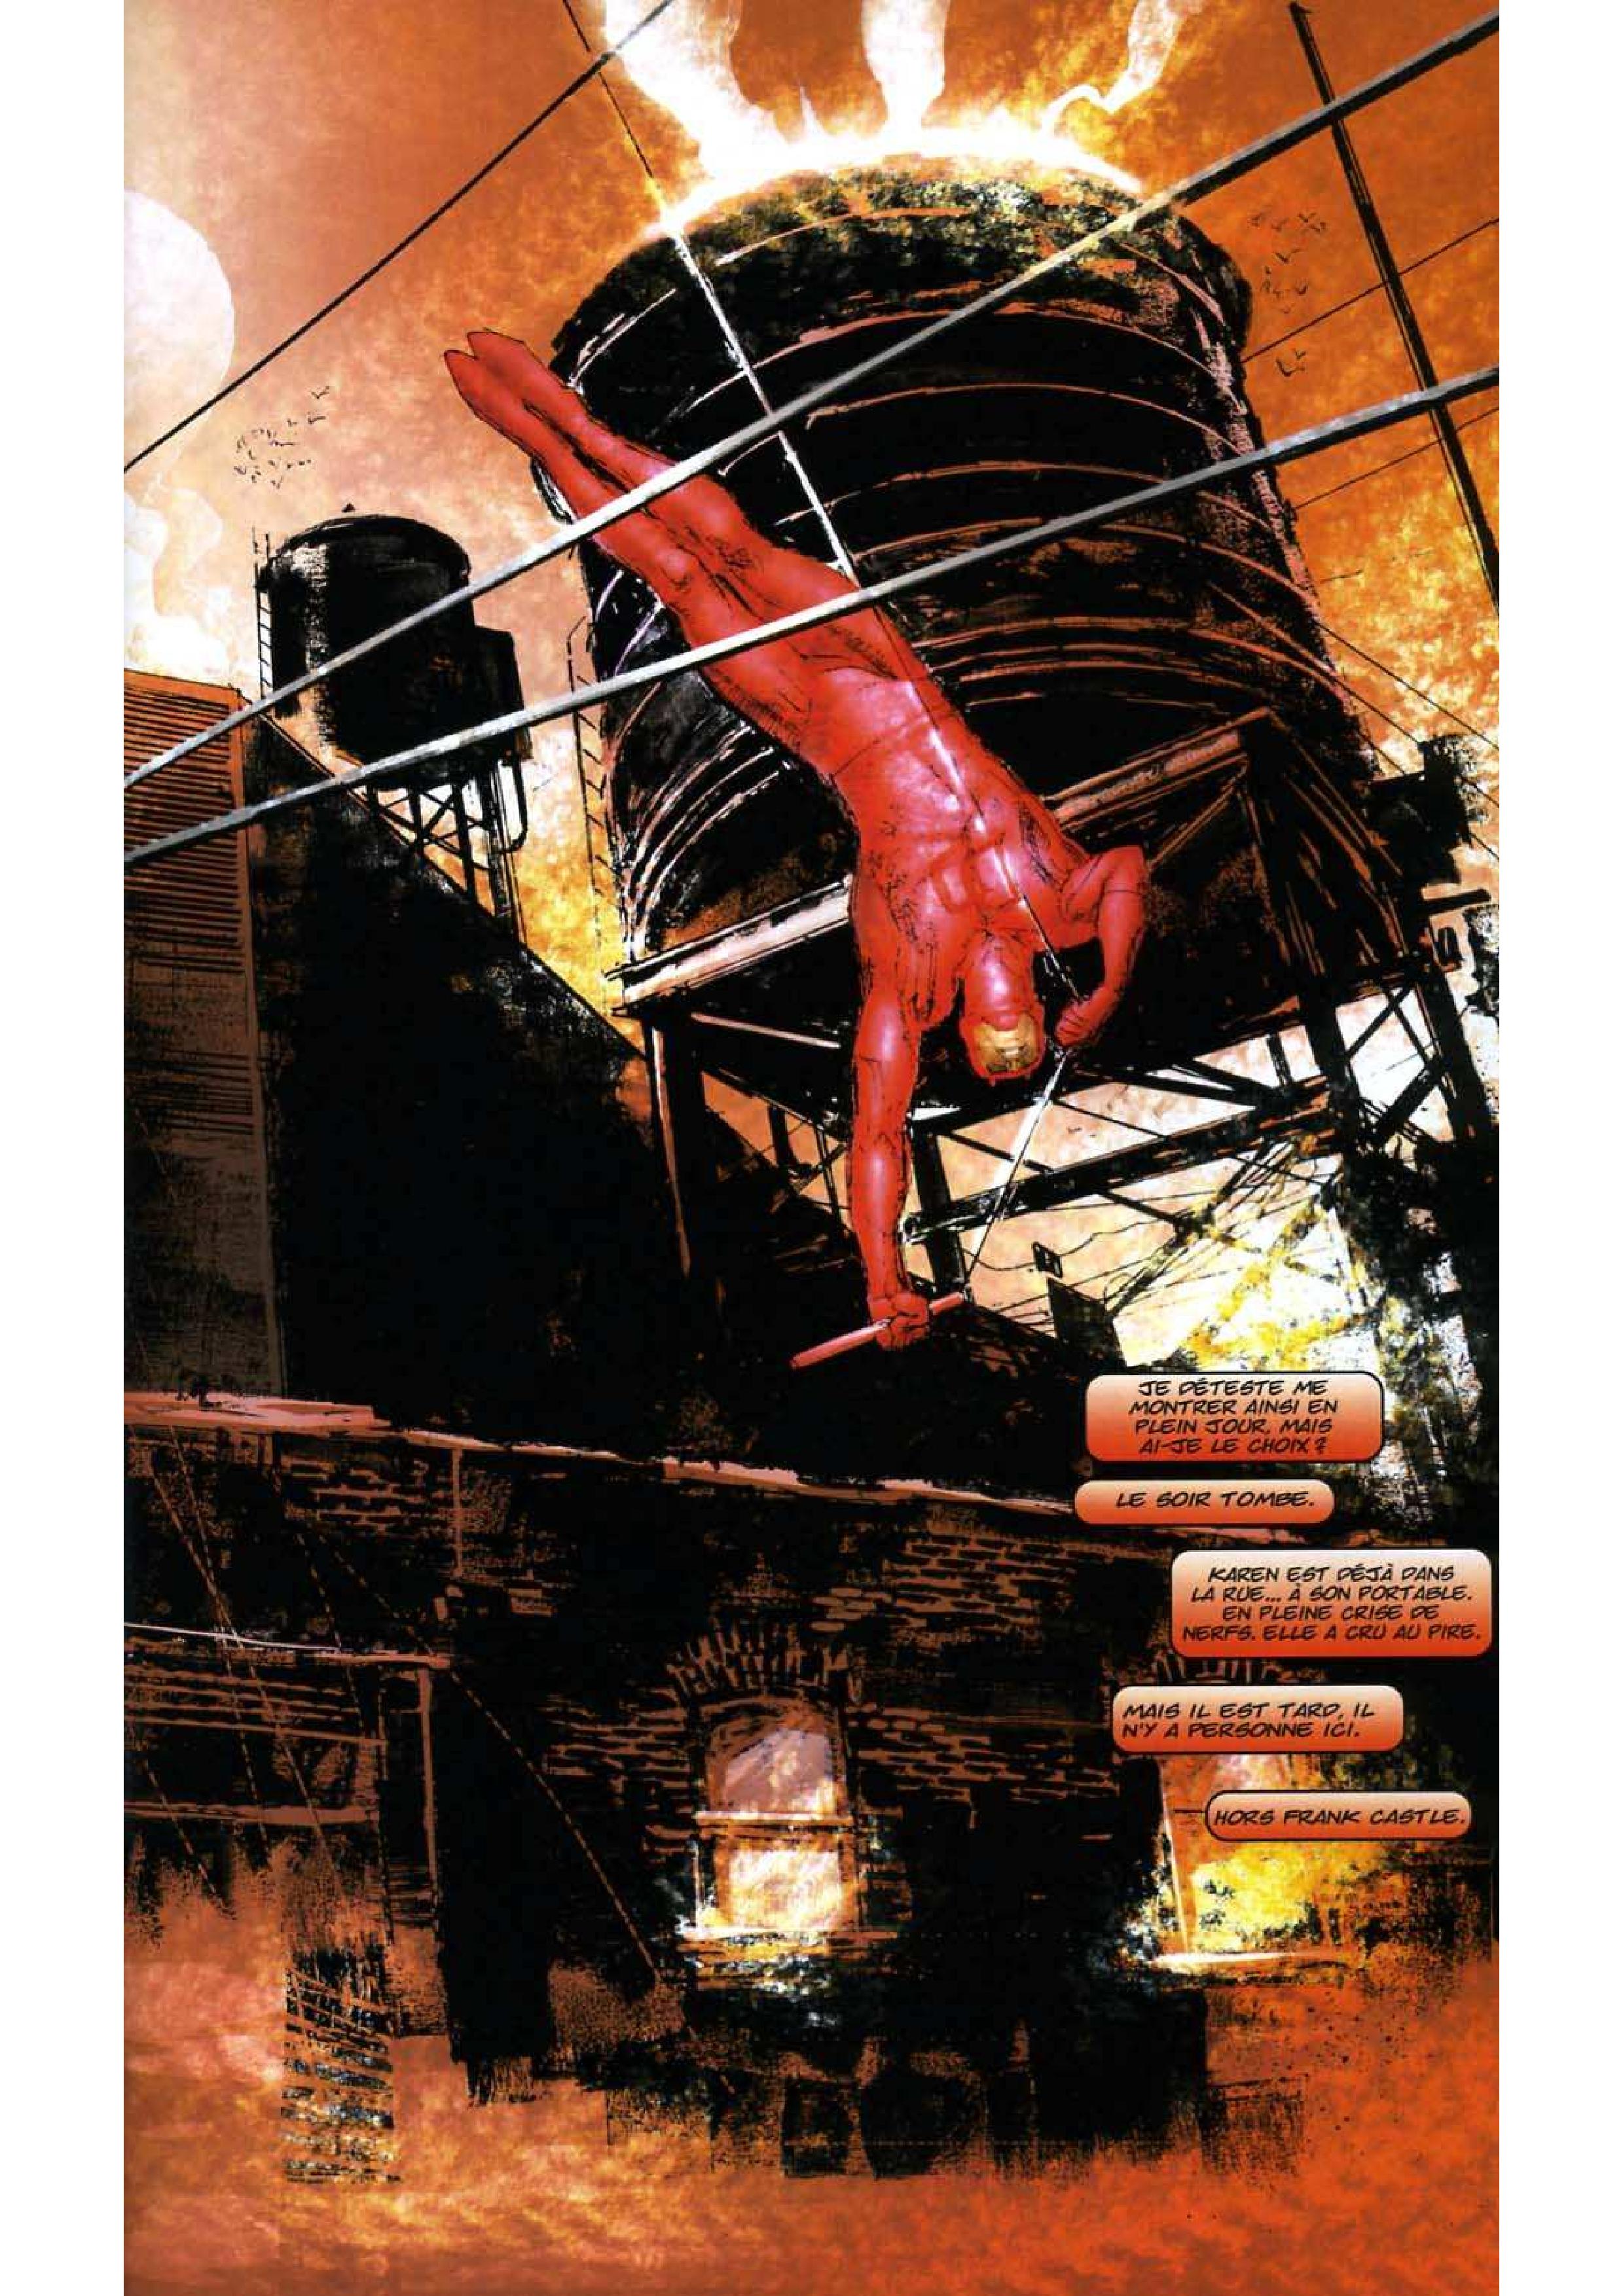 JE DÉTESTE ME
MONTRER AINSI EN
PLEIN JOUR, MAIS
AI-JE LE CHOIX ?
LE SOIR TOMBE.
KAREN EST DÉJÀ DANS
LA RUE... À SON PORTABLE.
EN PLEINE CRISE DE
NERFS. ELLE A CRU AU PIRE.
MAIS IL EST TARD, IL
N'Y A PERSONNE ICI.
HORS FRANK CASTLE.